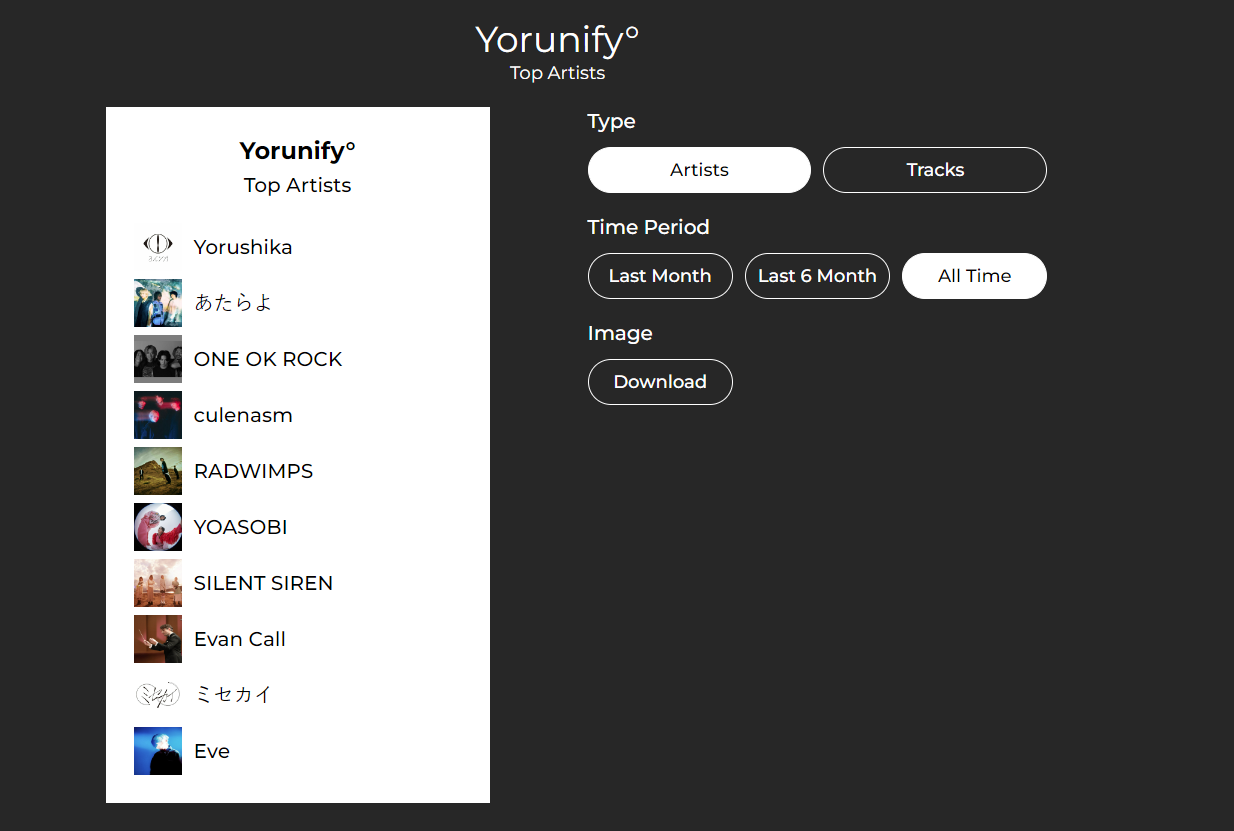 Yorunify°
Top Artists
Yorunify°
Top Artists
Yorushika
あたらよ
ONE OK ROCK
culenasm
RADWIMPS
YOASOBI
SILENT SIREN
Evan Call
ミセカイ
Eve
Type
Artists
Tracks
Time Period
Last Month
Last 6 Month
All Time
Image
Download